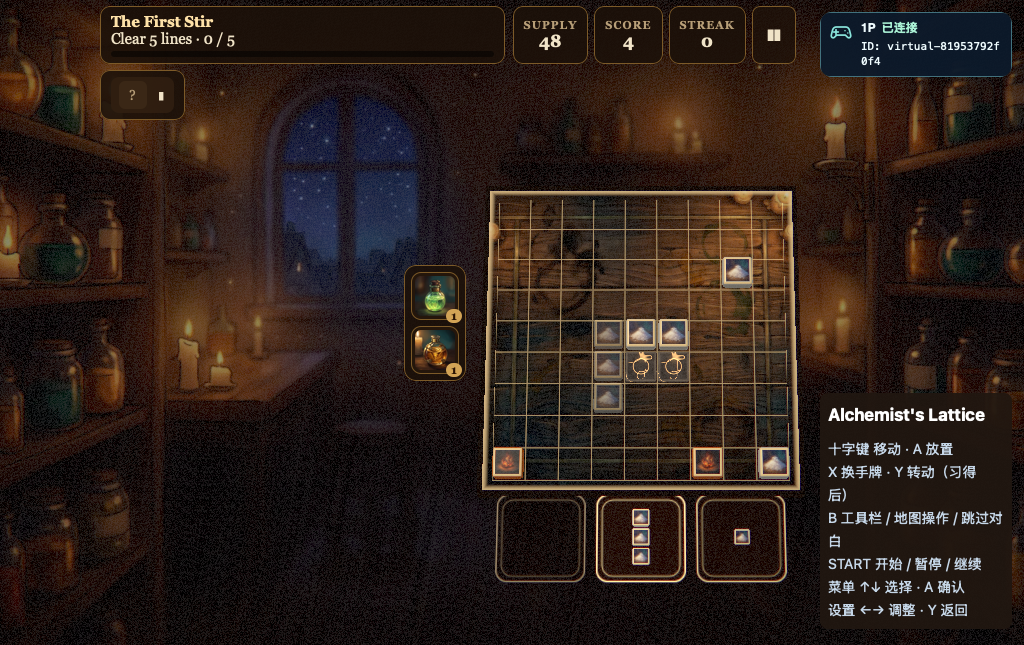 The First Stir
Clear 5 lines · 0 / 5
SUPPLY
48
SCORE
4
STREAK
0
1P 已连接
ID: virtual-81953792f
0f4
?
1
1
Alchemist's Lattice
十字键 移动 · A 放置
X 换手牌 · Y 转动（习得
后）
B 工具栏 / 地图操作 / 跳过对
白
START 开始 / 暂停 / 继续
菜单 ↑↓ 选择 · A 确认
设置 ←→ 调整 · Y 返回